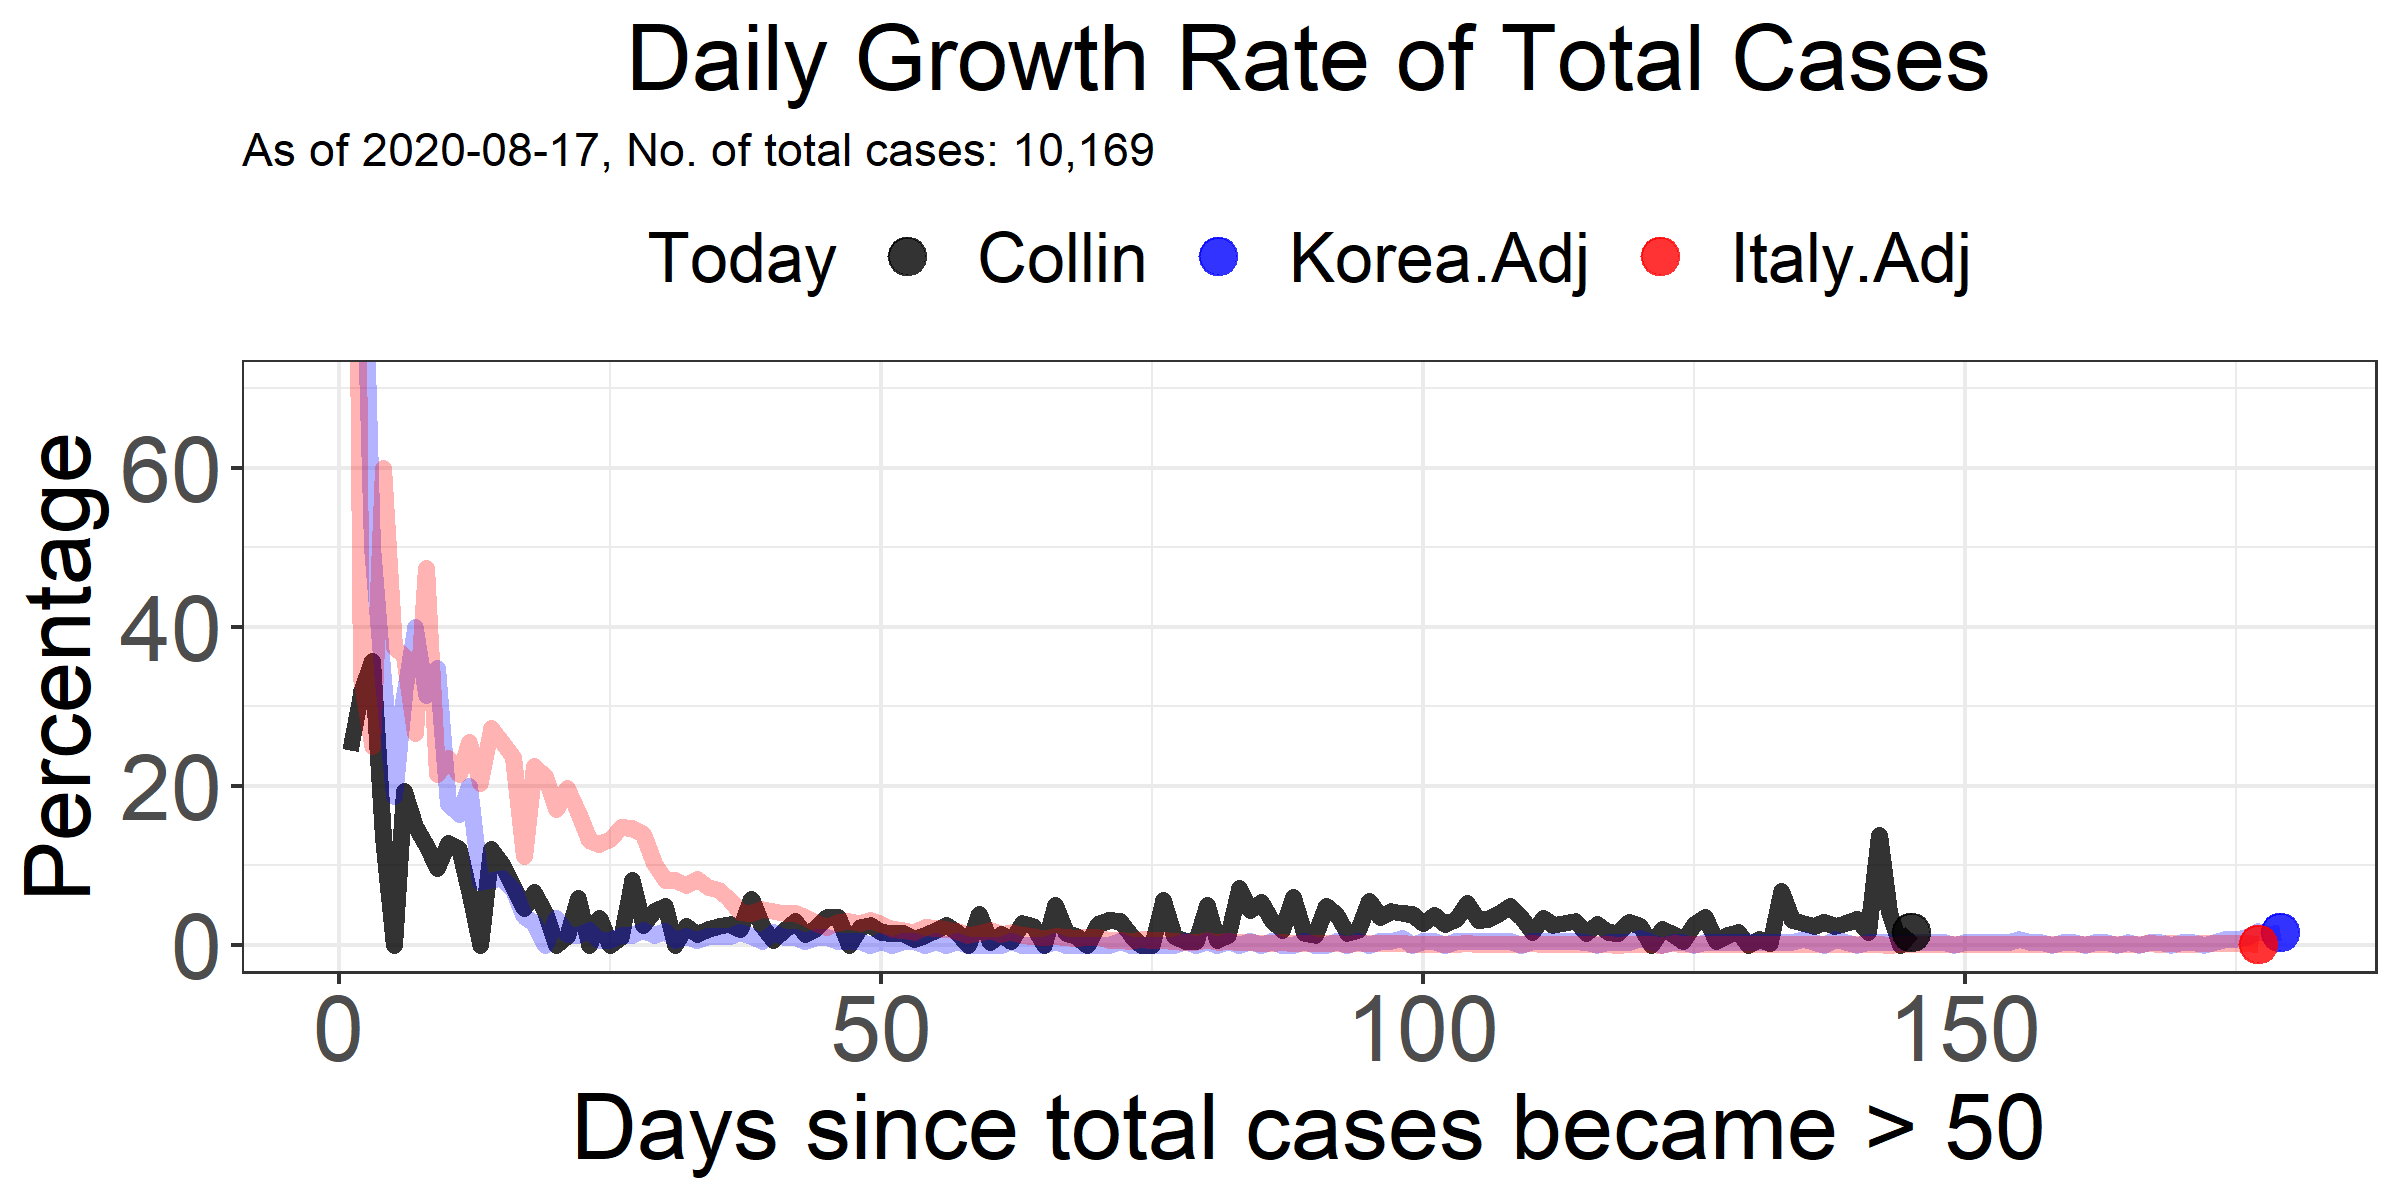 Daily Growth Rate of Total Cases
As of 2020-08-17, No. of total cases: 10,169
Today Collin Korea.Adj Italy.Adj
Percentage
60
40
20
0
0 50 100 150
Days since total cases became > 50